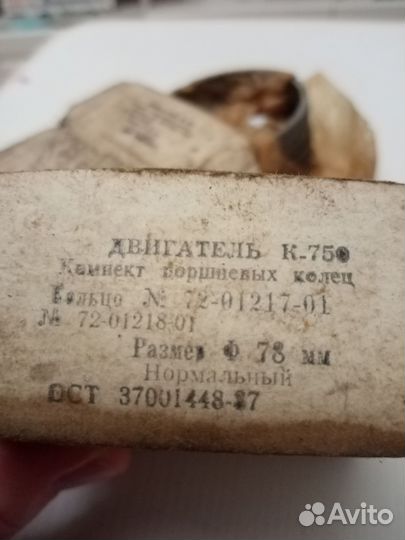 ДВИГАТЕЛЬ К-750
Комплект поршневых колец
Кольцо № 72-01217-01
№ 72-01218-01
Размер Ф 78 мм
Нормальный
ОСТ 37001448-87
Avito